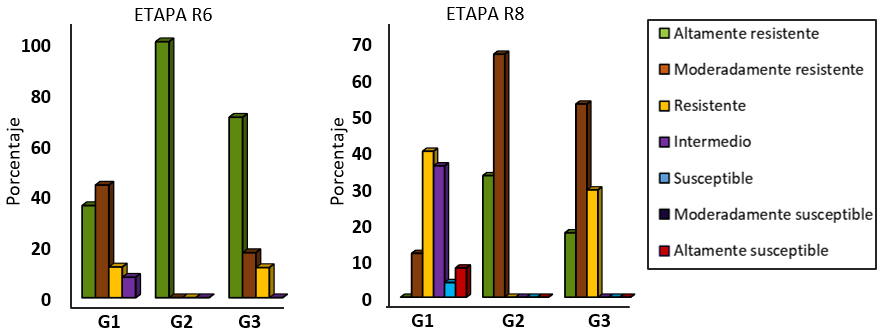 ETAPA R6
Porcentaje
100
80
60
40
20
0
G1 G2 G3
ETAPA R8
Porcentaje
70
60
50
40
30
20
10
0
G1 G2 G3
Altamente resistente
Moderadamente resistente
Resistente
Intermedio
Susceptible
Moderadamente susceptible
Altamente susceptible